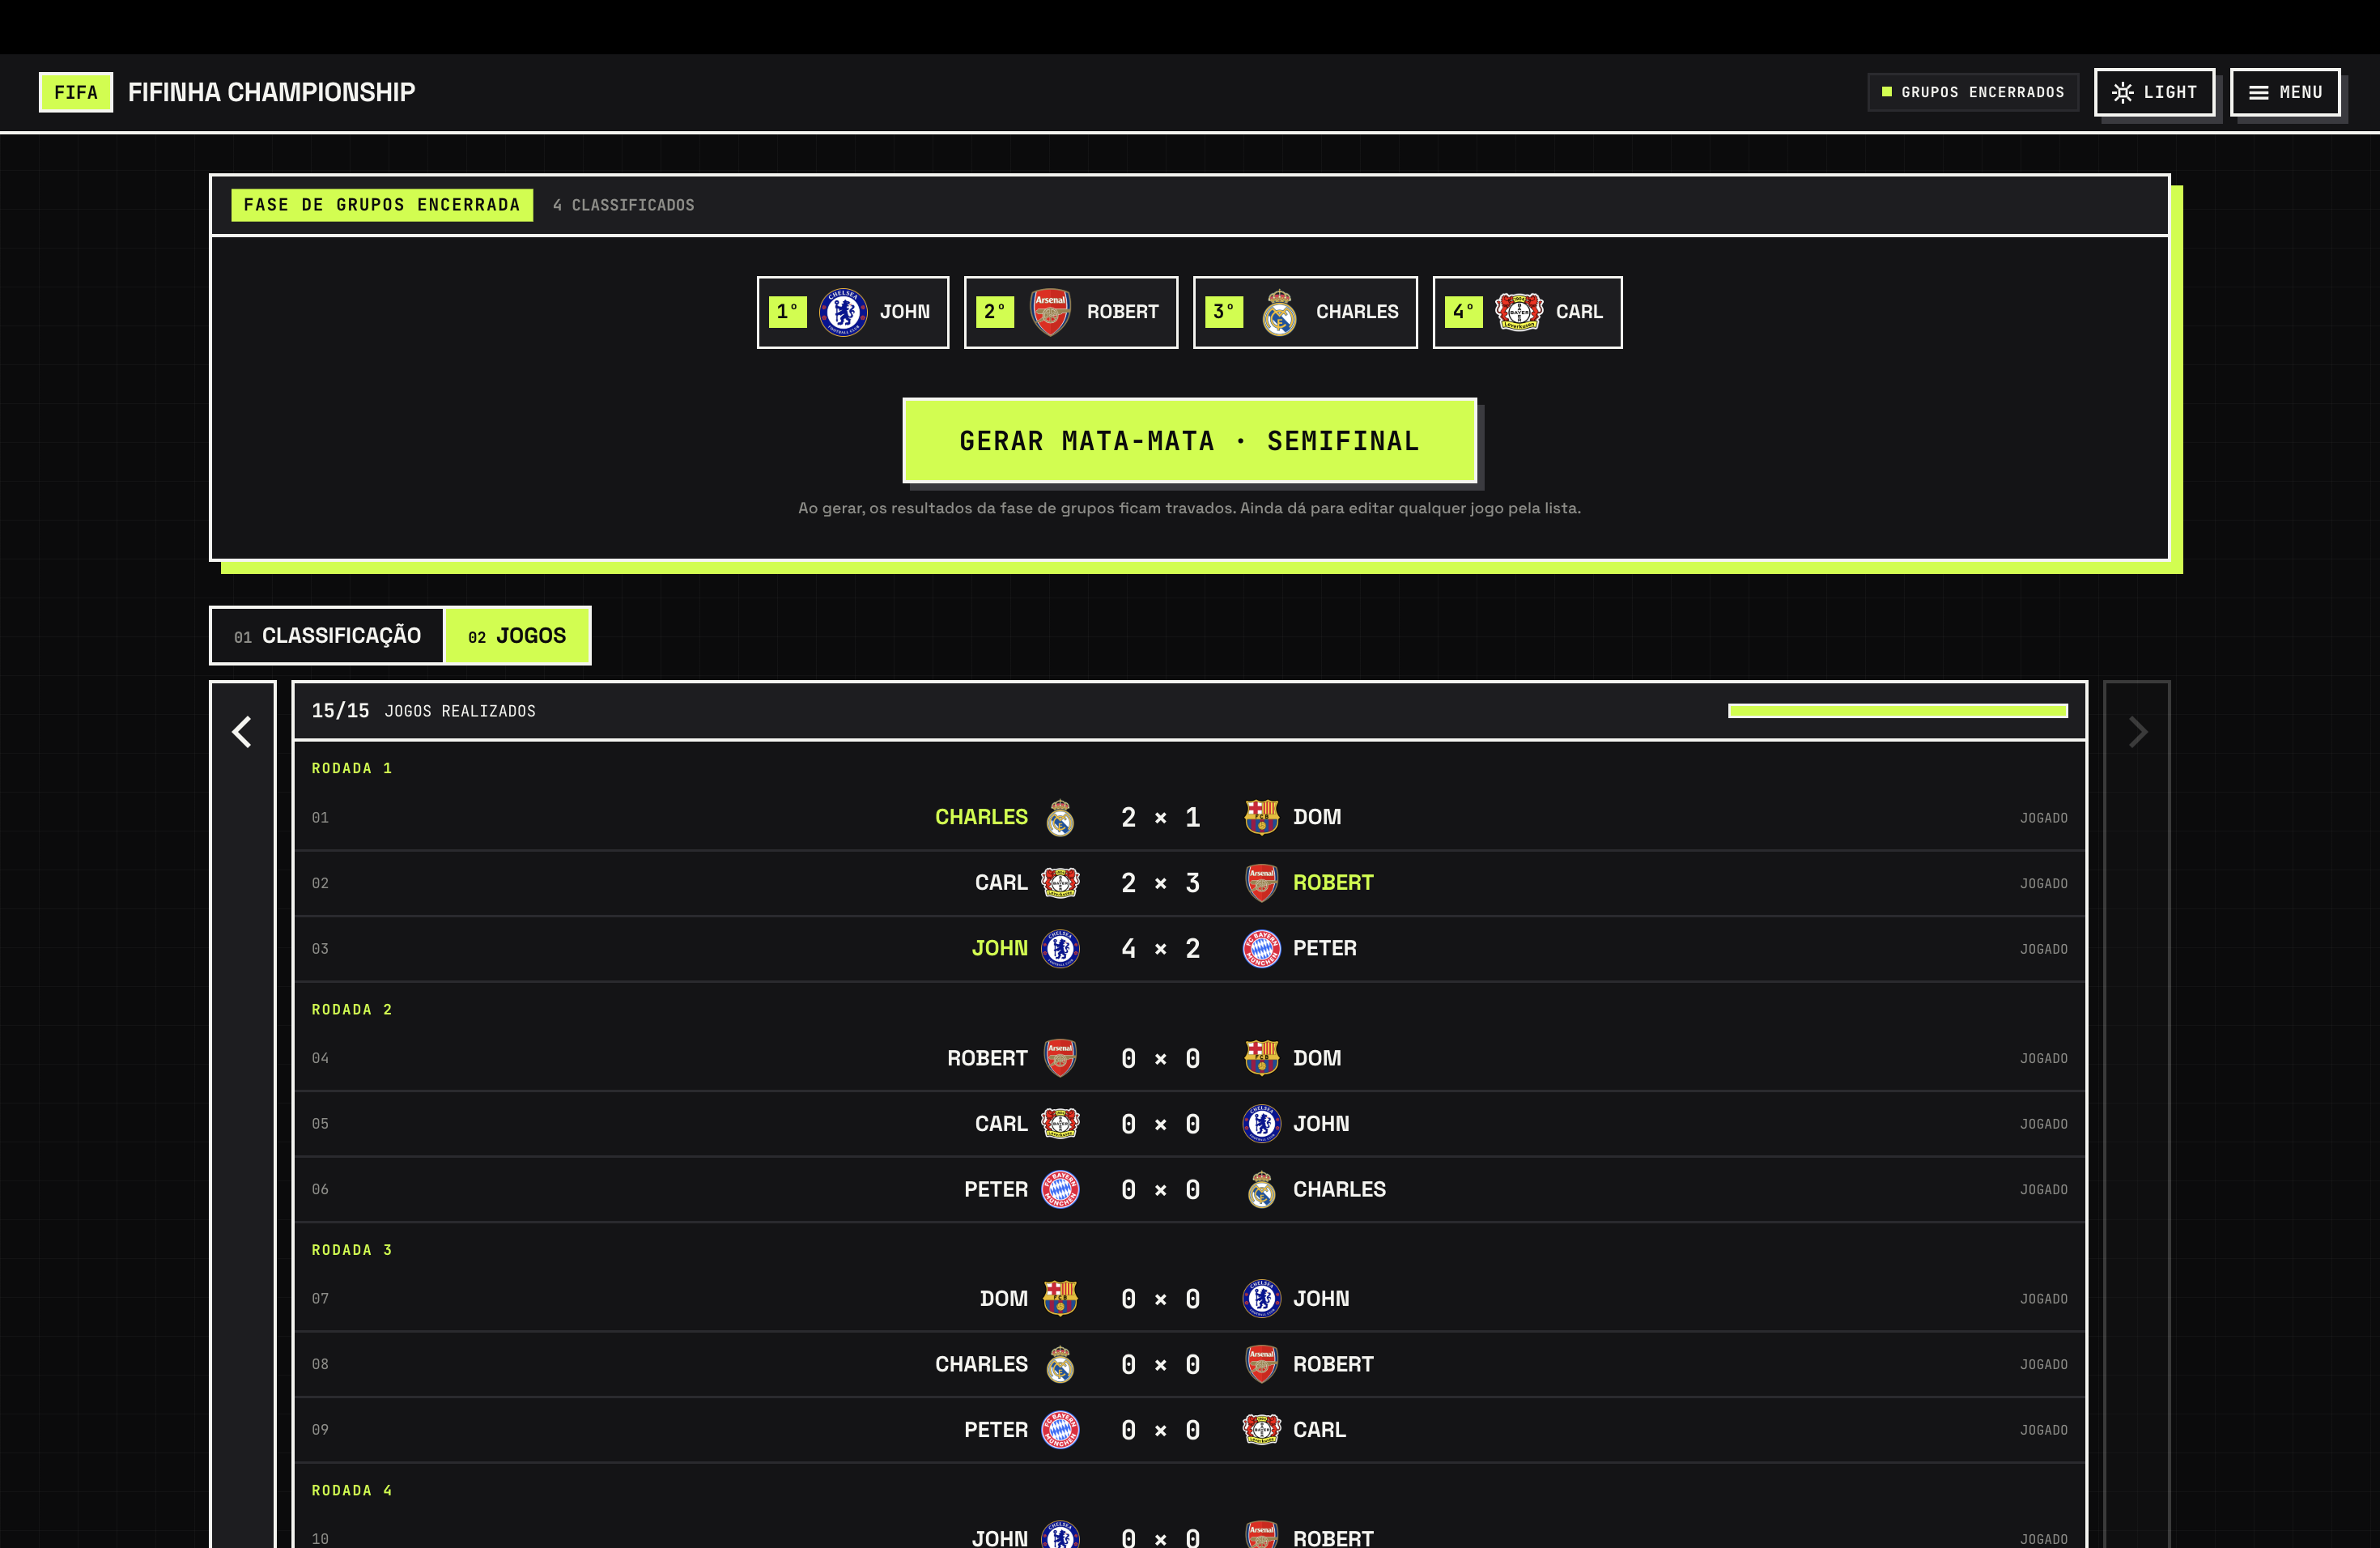 FIFA FIFINHA CHAMPIONSHIP GRUPOS ENCERRADOS LIGHT MENU
FASE DE GRUPOS ENCERRADA 4 CLASSIFICADOS
1° JOHN 2° ROBERT 3° CHARLES 4° CARL
GERAR MATA-MATA · SEMIFINAL
Ao gerar, os resultados da fase de grupos ficam travados. Ainda dá para editar qualquer jogo pela lista.
01 CLASSIFICAÇÃO 02 JOGOS
15/15 JOGOS REALIZADOS
RODADA 1
01 CHARLES 2 × 1 DOM JOGADO
02 CARL 2 × 3 ROBERT JOGADO
03 JOHN 4 × 2 PETER JOGADO
RODADA 2
04 ROBERT 0 × 0 DOM JOGADO
05 CARL 0 × 0 JOHN JOGADO
06 PETER 0 × 0 CHARLES JOGADO
RODADA 3
07 DOM 0 × 0 JOHN JOGADO
08 CHARLES 0 × 0 ROBERT JOGADO
09 PETER 0 × 0 CARL JOGADO
RODADA 4
10 JOHN 0 × 0 ROBERT JOGADO